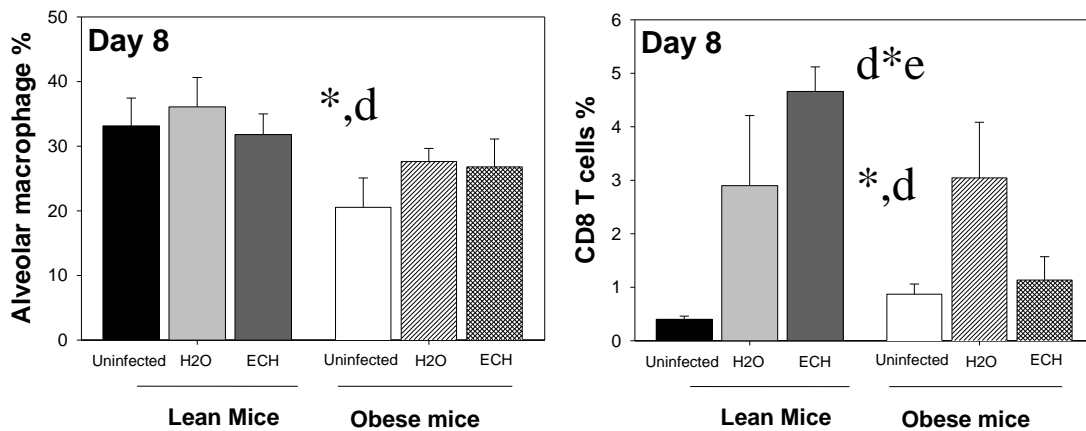 Alveolar macrophage %
50
40
30
20
10
0
Day 8
*,d
Uninfected H2O ECH Uninfected H2O ECH
Lean Mice Obese mice
CD8 T cells %
6
5
4
3
2
1
0
Day 8
d*e
*,d
Uninfected H2O ECH Uninfected H2O ECH
Lean Mice Obese mice